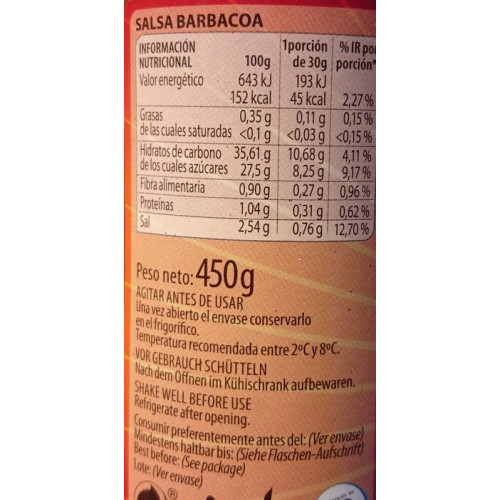 SALSA BARBACOA
INFORMACIÓN NUTRICIONAL 100g 1porción de 30g % IR por porción*
Valor energético 643 kJ 193 kJ
152 kcal 45 kcal 2,27%
Grasas 0,35 g 0,11 g 0,15 %
de las cuales saturadas <0,1 g <0,03 g <0,15%
Hidratos de carbono 35,61 g 10,68 g 4,11 %
de los cuales azúcares 27,5 g 8,25 g 9,17 %
Fibra alimentaria 0,90 g 0,27 g 0,96 %
Proteínas 1,04 g 0,31 g 0,62 %
Sal 2,54 g 0,76 g 12,70 %
Peso neto: 450g
AGITAR ANTES DE USAR
Una vez abierto el envase conservarlo
en el frigorífico.
Temperatura recomendada entre 2ºC y 8ºC.
VOR GEBRAUCH SCHÜTTELN
Nach dem Öffnen im Kühlschrank aufbewaren.
SHAKE WELL BEFORE USE
Refrigerate after opening.
Consumir preferentemente antes del: (Ver envase)
Mindestens haltbar bis: (Siehe Flaschen-Aufschrift)
Best before: (See package)
Lote: (Ver envase)
®